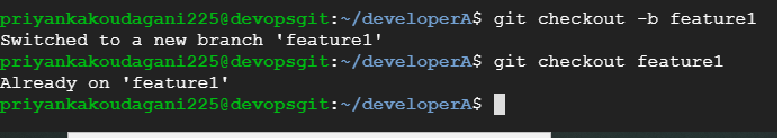 priyankakoudagani225@devopsgit:~/developerA$ git checkout -b feature1
Switched to a new branch 'feature1'
priyankakoudagani225@devopsgit:~/developerA$ git checkout feature1
Already on 'feature1'
priyankakoudagani225@devopsgit:~/developerA$